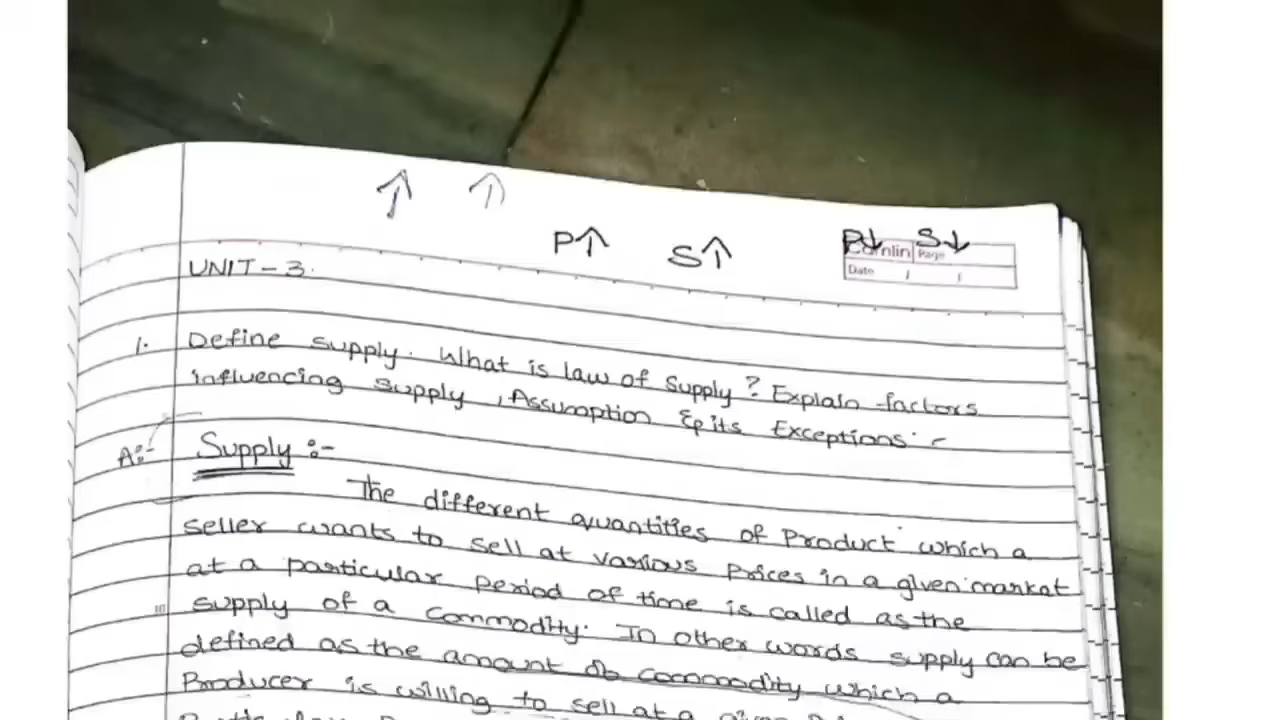 ↑ ↑
P↑ S↑ P↓ S↓
Camlin Page
Date / /
UNIT-3.
1. Define supply. What is law of supply? Explain factors
influencing supply, Assumption & its Exceptions.
A:- Supply :-
The different quantities of Product which a
seller wants to sell at various prices in a given market
at a particular period of time is called as the
supply of a commodity. In other words supply can be
defined as the amount of commodity which a
Producer is willing to sell at a given